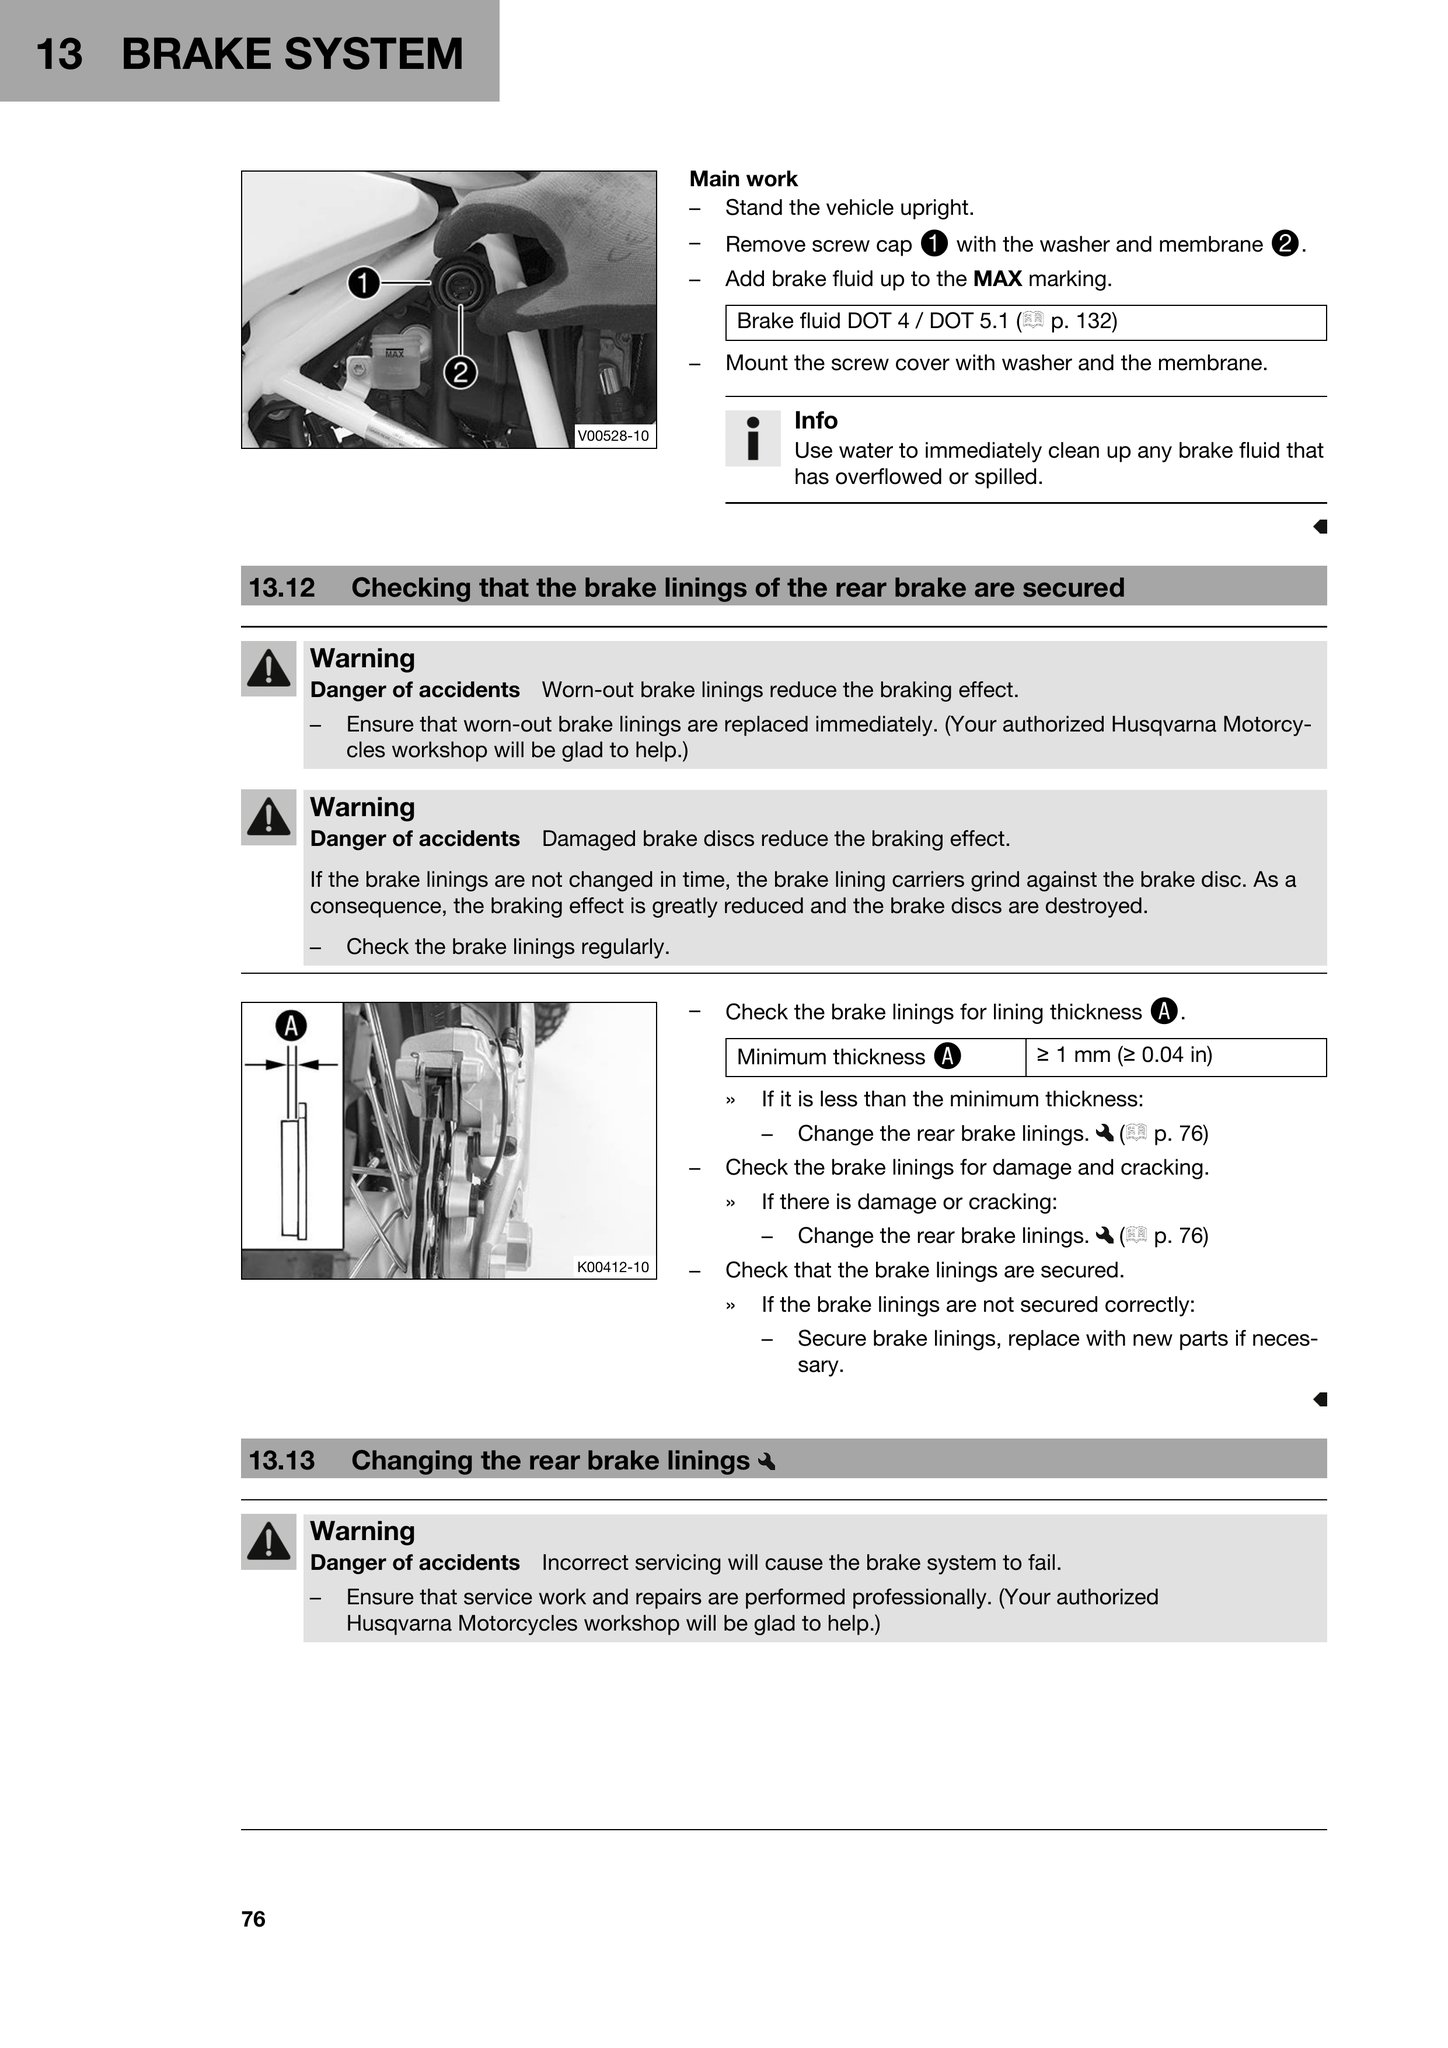 13 BRAKE SYSTEM
Main work
– Stand the vehicle upright.
– Remove screw cap 1 with the washer and membrane 2.
– Add brake fluid up to the MAX marking.
Brake fluid DOT 4 / DOT 5.1 ( p. 132)
– Mount the screw cover with washer and the membrane.
1
MAX
2
V00528-10
Info
Use water to immediately clean up any brake fluid that
has overflowed or spilled.
13.12 Checking that the brake linings of the rear brake are secured
Warning
Danger of accidents Worn-out brake linings reduce the braking effect.
– Ensure that worn-out brake linings are replaced immediately. (Your authorized Husqvarna Motorcy-
cles workshop will be glad to help.)
Warning
Danger of accidents Damaged brake discs reduce the braking effect.
If the brake linings are not changed in time, the brake lining carriers grind against the brake disc. As a
consequence, the braking effect is greatly reduced and the brake discs are destroyed.
– Check the brake linings regularly.
A
K00412-10
– Check the brake linings for lining thickness A.
Minimum thickness A ≥ 1 mm (≥ 0.04 in)
» If it is less than the minimum thickness:
– Change the rear brake linings. ( p. 76)
– Check the brake linings for damage and cracking.
» If there is damage or cracking:
– Change the rear brake linings. ( p. 76)
– Check that the brake linings are secured.
» If the brake linings are not secured correctly:
– Secure brake linings, replace with new parts if neces-
sary.
13.13 Changing the rear brake linings
Warning
Danger of accidents Incorrect servicing will cause the brake system to fail.
– Ensure that service work and repairs are performed professionally. (Your authorized
Husqvarna Motorcycles workshop will be glad to help.)
76